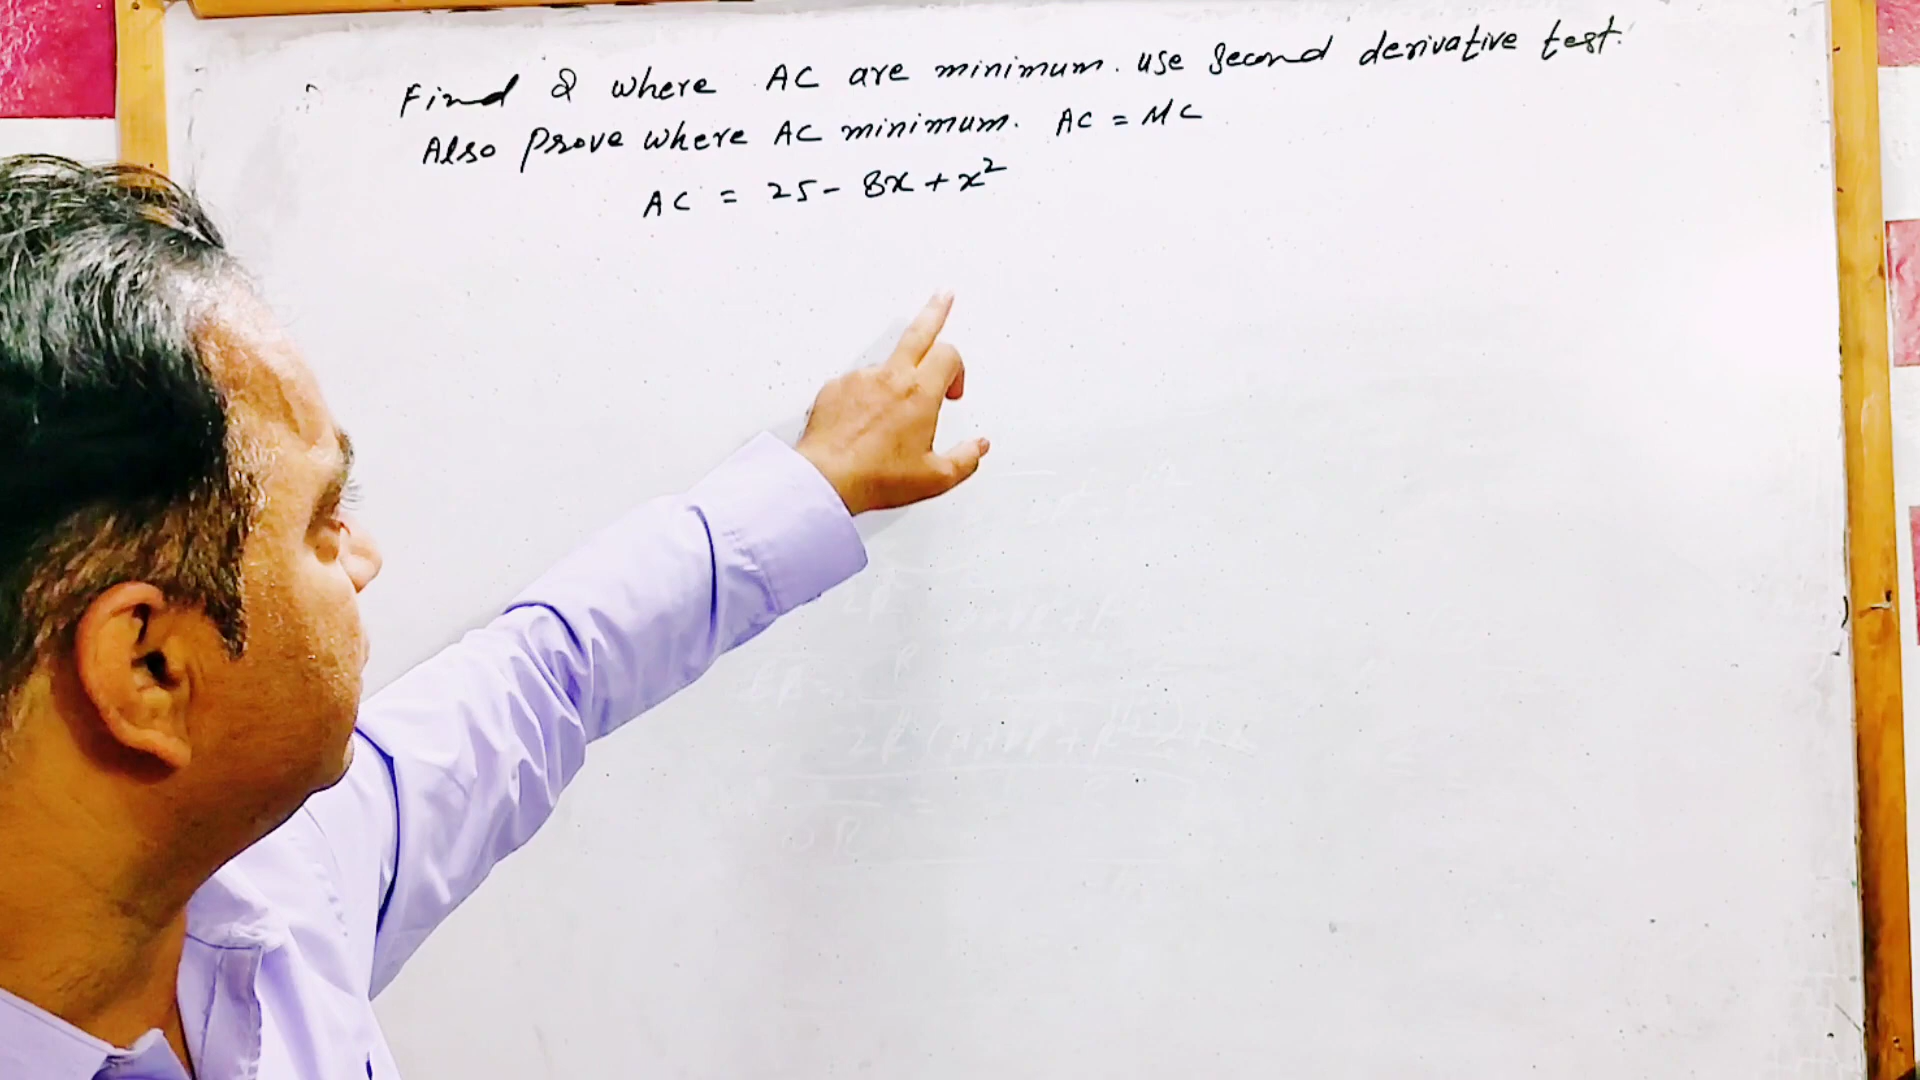 Find Q where AC are minimum. use second derivative test.
Also Prove where AC minimum. AC = MC
AC = 25 - 8x + x²